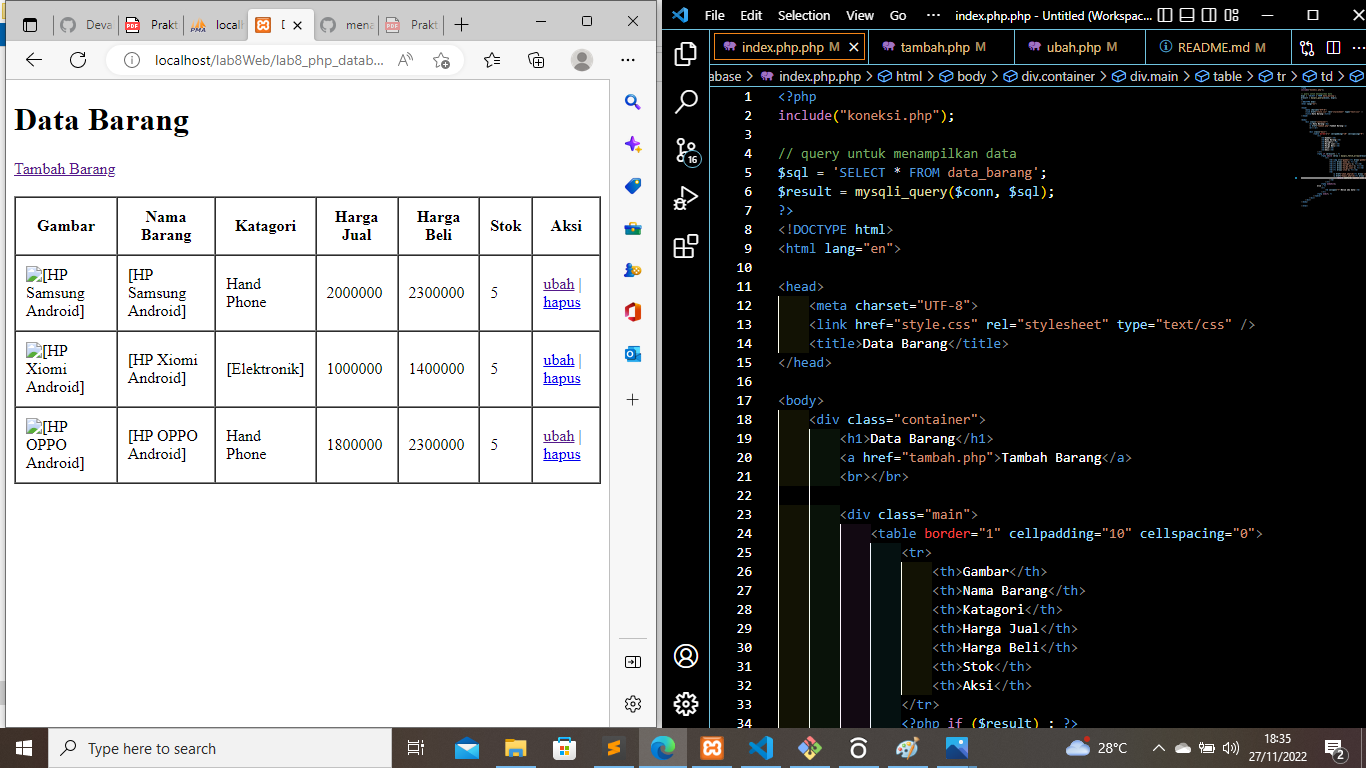 Deva
Prakt
localh
D
mena
Prakt
localhost/lab8Web/lab8_php_datab...
Data Barang
Tambah Barang
Gambar Nama Barang Katagori Harga Jual Harga Beli Stok Aksi
[HP Samsung Android] [HP Samsung Android] Hand Phone 2000000 2300000 5 ubah | hapus
[HP Xiomi Android] [HP Xiomi Android] [Elektronik] 1000000 1400000 5 ubah | hapus
[HP OPPO Android] [HP OPPO Android] Hand Phone 1800000 2300000 5 ubah | hapus
File Edit Selection View Go ··· index.php.php - Untitled (Workspac...
index.php.php M tambah.php M ubah.php M README.md M
abase > index.php.php > html > body > div.container > div.main > table > tr > td >
16
1 <?php
2 include("koneksi.php");
3
4 // query untuk menampilkan data
5 $sql = 'SELECT * FROM data_barang';
6 $result = mysqli_query($conn, $sql);
7 ?>
8 <!DOCTYPE html>
9 <html lang="en">
10
11 <head>
12 <meta charset="UTF-8">
13 <link href="style.css" rel="stylesheet" type="text/css" />
14 <title>Data Barang</title>
15 </head>
16
17 <body>
18 <div class="container">
19 <h1>Data Barang</h1>
20 <a href="tambah.php">Tambah Barang</a>
21 <br></br>
22
23 <div class="main">
24 <table border="1" cellpadding="10" cellspacing="0">
25 <tr>
26 <th>Gambar</th>
27 <th>Nama Barang</th>
28 <th>Katagori</th>
29 <th>Harga Jual</th>
30 <th>Harga Beli</th>
31 <th>Stok</th>
32 <th>Aksi</th>
33 </tr>
34 <?php if ($result) : ?>
Type here to search
28°C
18:35
27/11/2022
2